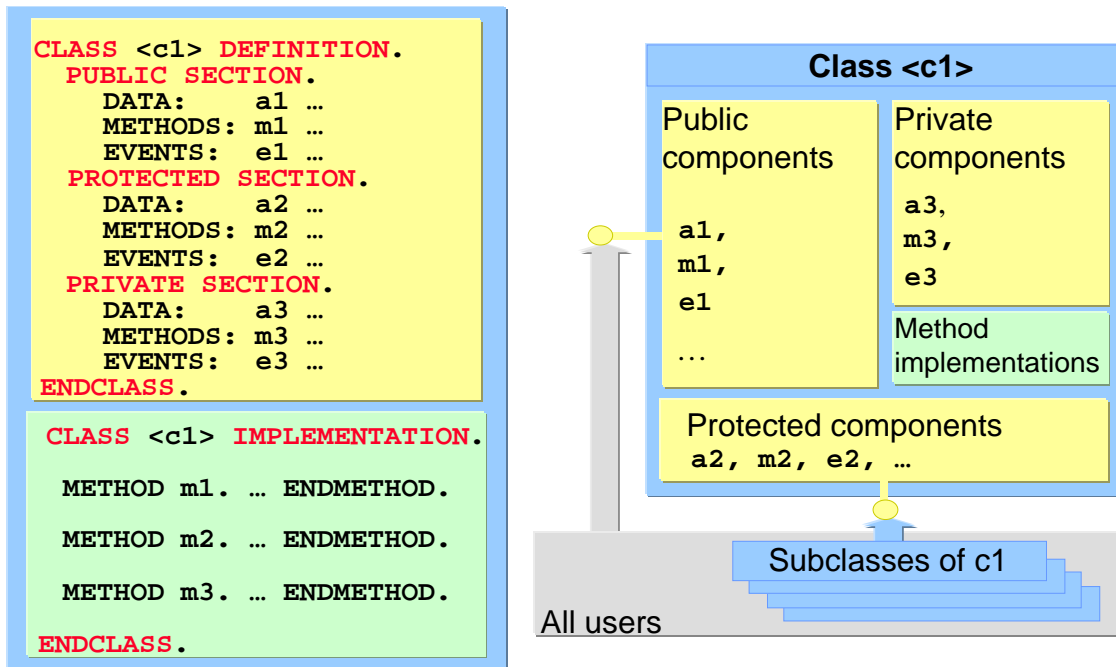 CLASS <c1> DEFINITION.
PUBLIC SECTION.
DATA: a1 …
METHODS: m1 …
EVENTS: e1 …
PROTECTED SECTION.
DATA: a2 …
METHODS: m2 …
EVENTS: e2 …
PRIVATE SECTION.
DATA: a3 …
METHODS: m3 …
EVENTS: e3 …
ENDCLASS.
CLASS <c1> IMPLEMENTATION.
METHOD m1. … ENDMETHOD.
METHOD m2. … ENDMETHOD.
METHOD m3. … ENDMETHOD.
ENDCLASS.
Class <c1>
Public
components
a1,
m1,
e1
…
Private
components
a3,
m3,
e3
Method
implementations
Protected components
a2, m2, e2, …
Subclasses of c1
All users